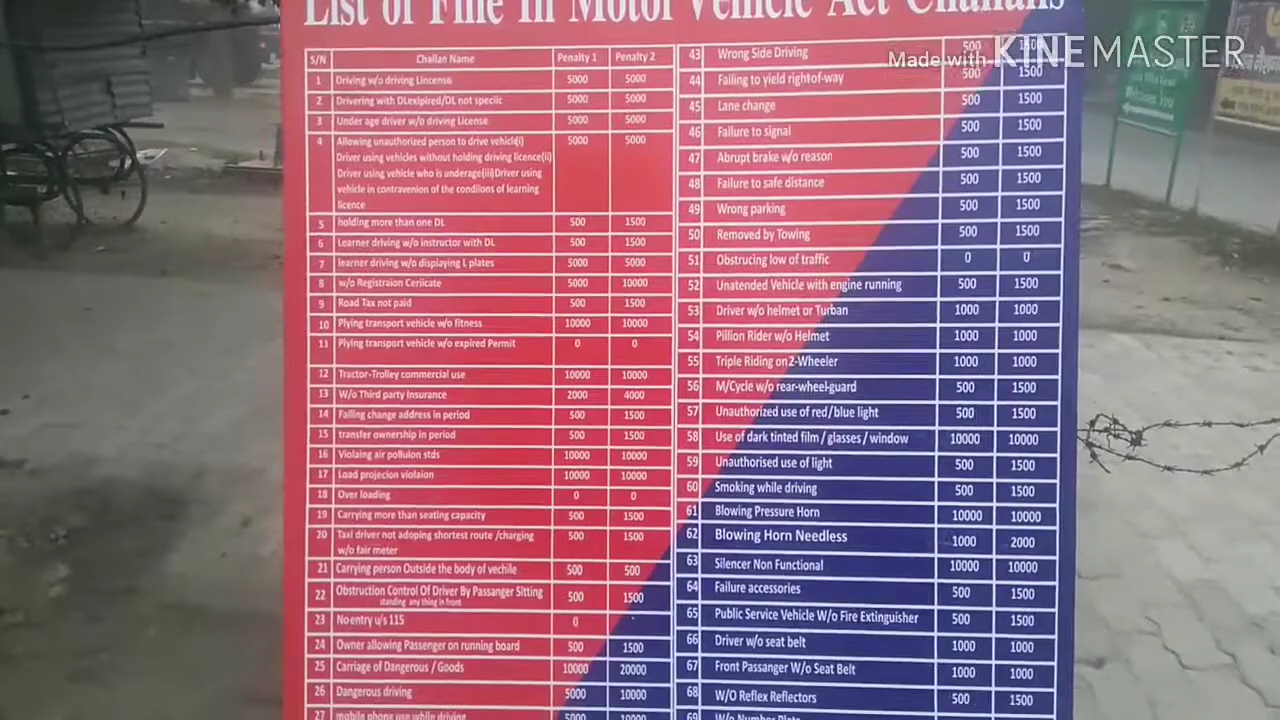 List of Fine In Motor Vehicle Act Challans
Made with KINEMASTER
S/N Challan Name Penalty 1 Penalty 2
1 Driving w/o driving Lincense 5000 5000
2 Drivering with DLexipired/DL not speciic 5000 5000
3 Under age driver w/o driving License 5000 5000
4 Allowing unauthorized person to drive vehicle(i) 5000 5000
Driver using vehicles without holding driving licence(ii)
Driver using vehicle who is underage(iii)Driver using
vehicle in contravenion of the condiions of learning
licence
5 holding more than one DL 500 1500
6 Learner driving w/o instructor with DL 500 1500
7 learner driving w/o displaying L plates 5000 5000
8 w/o Registraion Ceriicate 5000 10000
9 Road Tax not paid 500 1500
10 Plying transport vehicle w/o fitness 10000 10000
11 Plying transport vehicle w/o expired Permit 0 0
12 Tractor-Trolley commercial use 10000 10000
13 W/o Third party Insurance 2000 4000
14 Failing change address in period 500 1500
15 transfer ownership in period 500 1500
16 Violaing air polluion stds 10000 10000
17 Load projecion violaion 10000 10000
18 Over loading 0 0
19 Carrying more than seating capacity 500 1500
20 Taxi driver not adoping shortest route /charging 500 1500
w/o fair meter
21 Carrying person Outside the body of vechile 500 500
22 Obstruction Control Of Driver By Passanger Sitting 500 1500
standing any thing in front
23 No entry u/s 115 0
24 Owner allowing Passenger on running board 500 1500
25 Carriage of Dangerous / Goods 10000 20000
26 Dangerous driving 5000 10000
27 mobile phone use while driving 5000 10000
43 Wrong Side Driving 500 1500
44 Failing to yield rightof-way 500 1500
45 Lane change 500 1500
46 Failure to signal 500 1500
47 Abrupt brake w/o reason 500 1500
48 Failure to safe distance 500 1500
49 Wrong parking 500 1500
50 Removed by Towing 500 1500
51 Obstrucing low of traffic 0 0
52 Unatended Vehicle with engine running 500 1500
53 Driver w/o helmet or Turban 1000 1000
54 Pillion Rider w/o Helmet 1000 1000
55 Triple Riding on 2-Wheeler 1000 1000
56 M/Cycle w/o rear-wheel-guard 500 1500
57 Unauthorized use of red/blue light 500 1500
58 Use of dark tinted film / glasses / window 10000 10000
59 Unauthorised use of light 500 1500
60 Smoking while driving 500 1500
61 Blowing Pressure Horn 10000 10000
62 Blowing Horn Needless 1000 2000
63 Silencer Non Functional 10000 10000
64 Failure accessories 500 1500
65 Public Service Vehicle W/o Fire Extinguisher 500 1500
66 Driver w/o seat belt 1000 1000
67 Front Passanger W/o Seat Belt 1000 1000
68 W/O Reflex Reflectors 500 1500
69 W/o Number Plate